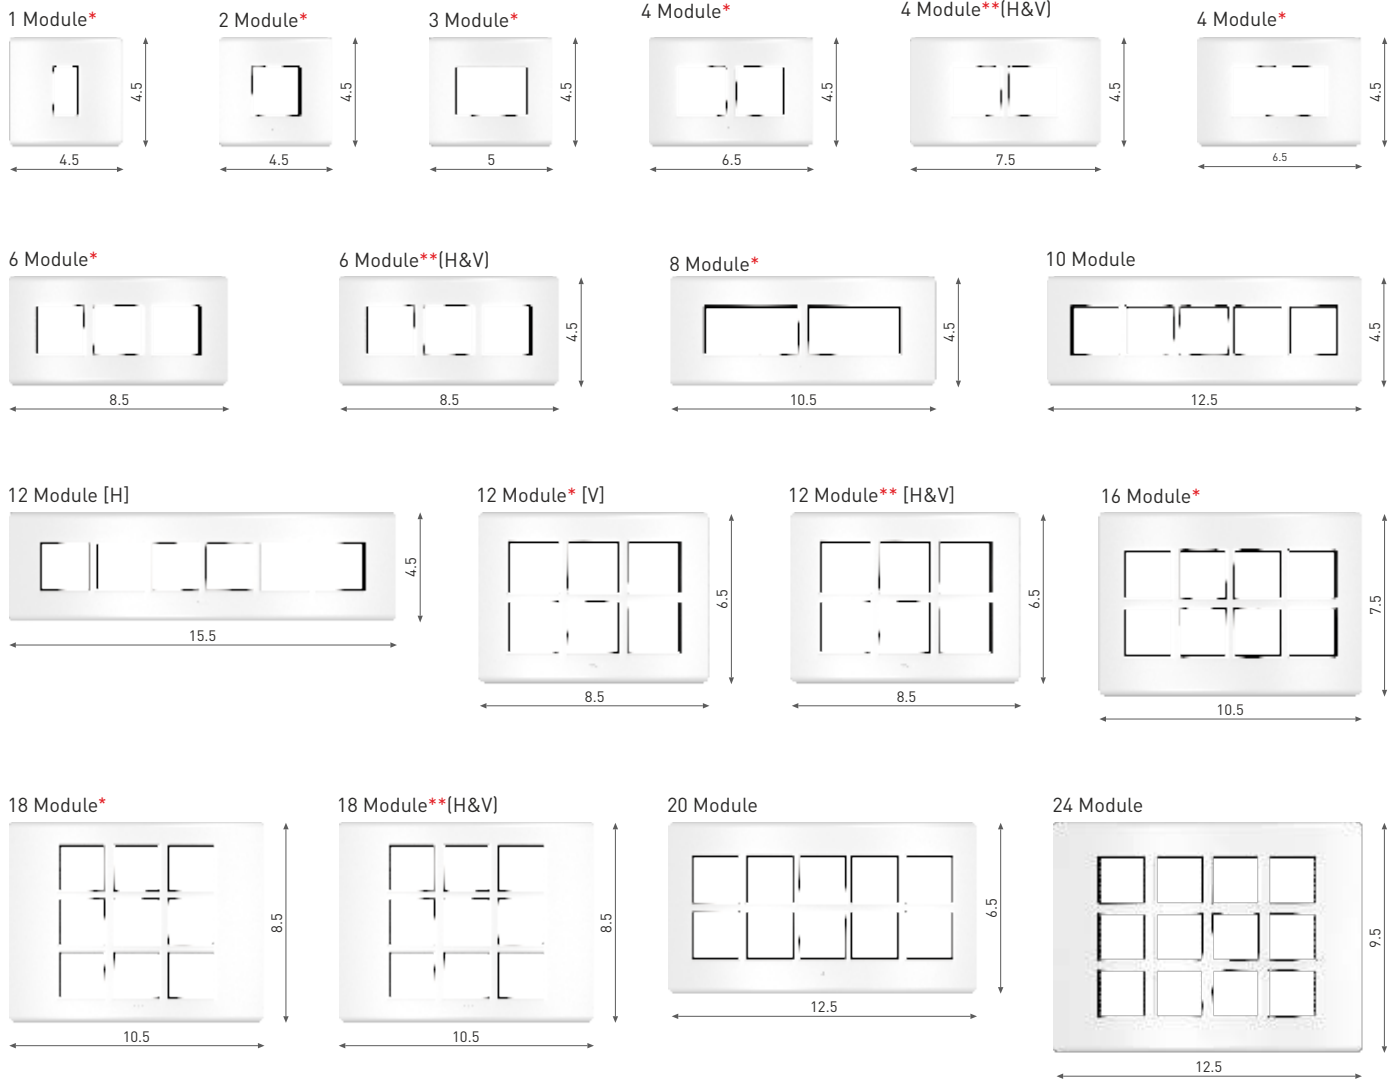 1 Module*
2 Module*
3 Module*
4 Module*
4 Module**(H&V)
4 Module*
4.5
4.5
4.5
4.5
4.5
4.5
4.5
4.5
5
6.5
7.5
6.5
6 Module*
6 Module**(H&V)
8 Module*
10 Module
4.5
4.5
4.5
8.5
8.5
10.5
12.5
12 Module [H]
12 Module* [V]
12 Module** [H&V]
16 Module*
4.5
6.5
6.5
7.5
15.5
8.5
8.5
10.5
18 Module*
18 Module**(H&V)
20 Module
24 Module
8.5
8.5
6.5
9.5
10.5
10.5
12.5
12.5